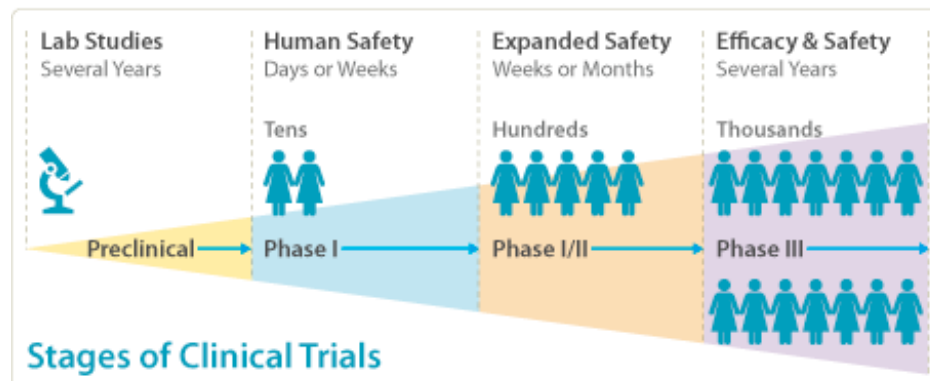 Lab Studies
Several Years
Human Safety
Days or Weeks
Expanded Safety
Weeks or Months
Efficacy & Safety
Several Years
Tens
Hundreds
Thousands
Preclinical
Phase I
Phase I/II
Phase III
Stages of Clinical Trials